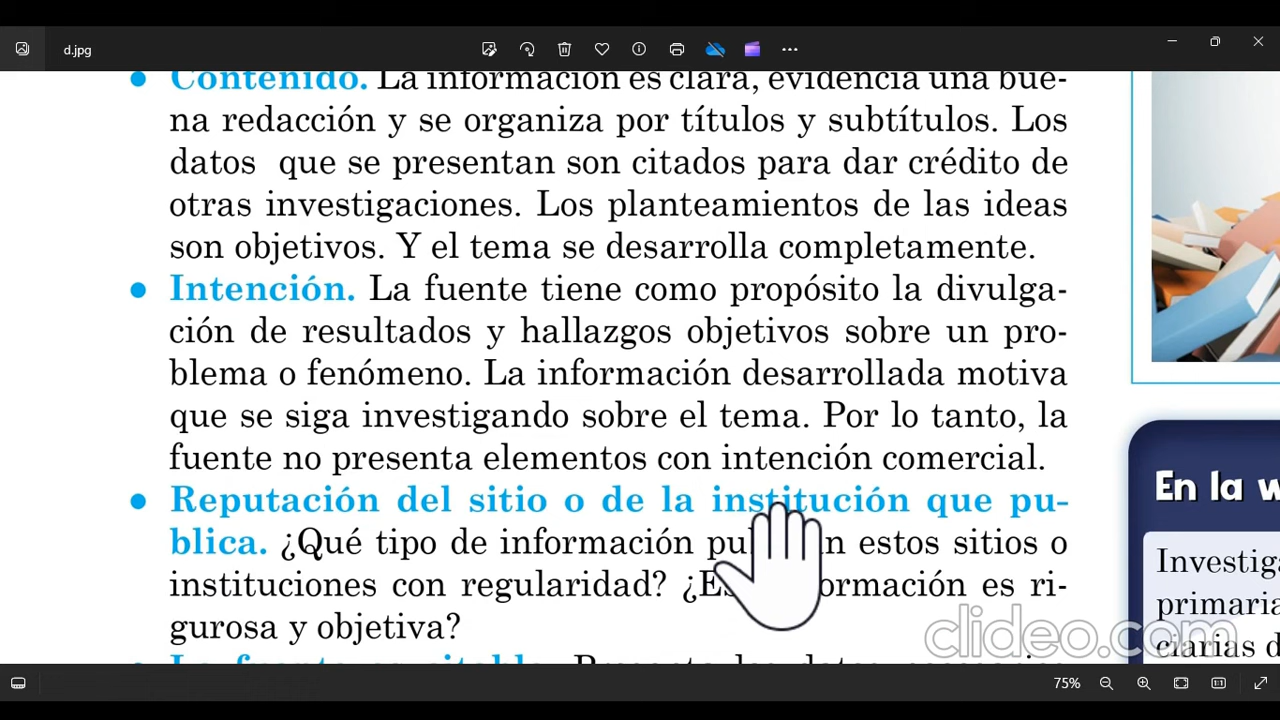 d.jpg
Contenido. La información es clara, evidencia una bue-
na redacción y se organiza por títulos y subtítulos. Los
datos que se presentan son citados para dar crédito de
otras investigaciones. Los planteamientos de las ideas
son objetivos. Y el tema se desarrolla completamente.
Intención. La fuente tiene como propósito la divulga-
ción de resultados y hallazgos objetivos sobre un pro-
blema o fenómeno. La información desarrollada motiva
que se siga investigando sobre el tema. Por lo tanto, la
fuente no presenta elementos con intención comercial.
Reputación del sitio o de la institución que pu-
blica. ¿Qué tipo de información estos sitios o
instituciones con regularidad? es ri-
gurosa y objetiva?
En la
Investiga
primaria
ciarias d
clideo.com
75%
1:1